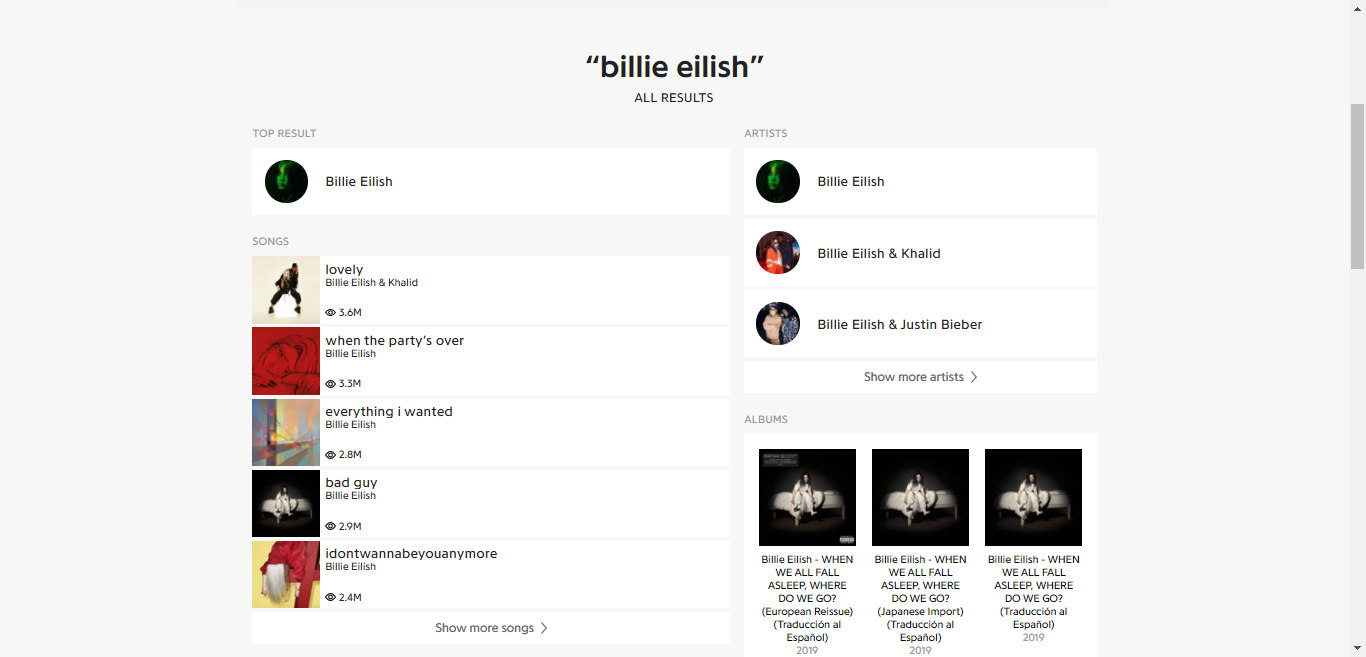 “billie eilish”
ALL RESULTS
TOP RESULT
Billie Eilish
SONGS
lovely
Billie Eilish & Khalid
3.6M
when the party’s over
Billie Eilish
3.3M
everything i wanted
Billie Eilish
2.8M
bad guy
Billie Eilish
2.9M
idontwannabeyouanymore
Billie Eilish
2.4M
Show more songs
ARTISTS
Billie Eilish
Billie Eilish & Khalid
Billie Eilish & Justin Bieber
Show more artists
ALBUMS
Billie Eilish - WHEN
WE ALL FALL
ASLEEP, WHERE
DO WE GO?
(European Reissue)
(Traducción al
Español)
2019
Billie Eilish - WHEN
WE ALL FALL
ASLEEP, WHERE
DO WE GO?
(Japanese Import)
(Traducción al
Español)
2019
Billie Eilish - WHEN
WE ALL FALL
ASLEEP, WHERE
DO WE GO?
(Traducción al
Español)
2019